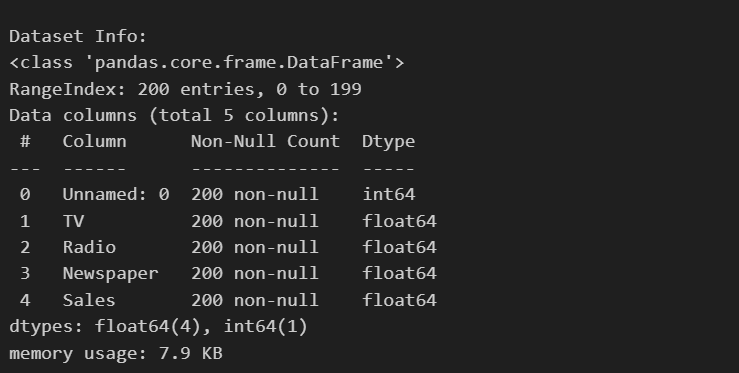 Dataset Info:
<class 'pandas.core.frame.DataFrame'>
RangeIndex: 200 entries, 0 to 199
Data columns (total 5 columns):
 #   Column      Non-Null Count  Dtype
---  ------      --------------  -----
 0   Unnamed: 0  200 non-null    int64
 1   TV          200 non-null    float64
 2   Radio       200 non-null    float64
 3   Newspaper   200 non-null    float64
 4   Sales       200 non-null    float64
dtypes: float64(4), int64(1)
memory usage: 7.9 KB